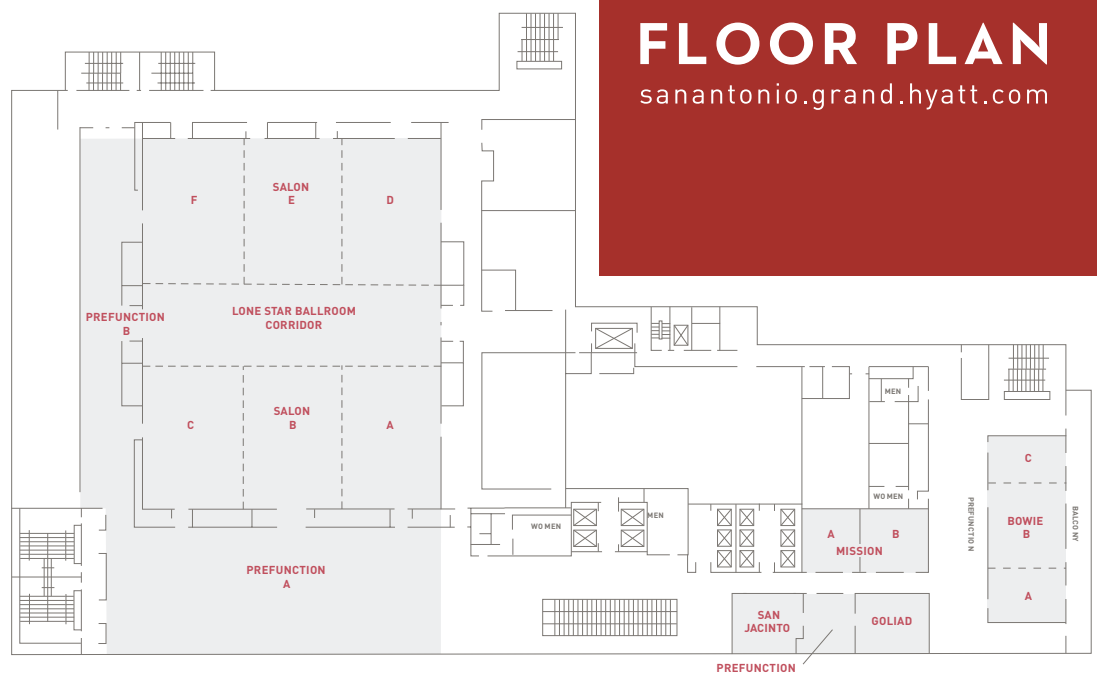 FLOOR PLAN
sanantonio.grand.hyatt.com
F
SALON
E
D
PREFUNCTION
B
LONE STAR BALLROOM
CORRIDOR
C
SALON
B
A
PREFUNCTION
A
WOMEN
MEN
MEN
WOMEN
A
B
MISSION
SAN
JACINTO
GOLIAD
PREFUNCTION
PREFUNCTION
C
BOWIE
B
A
BALCONY